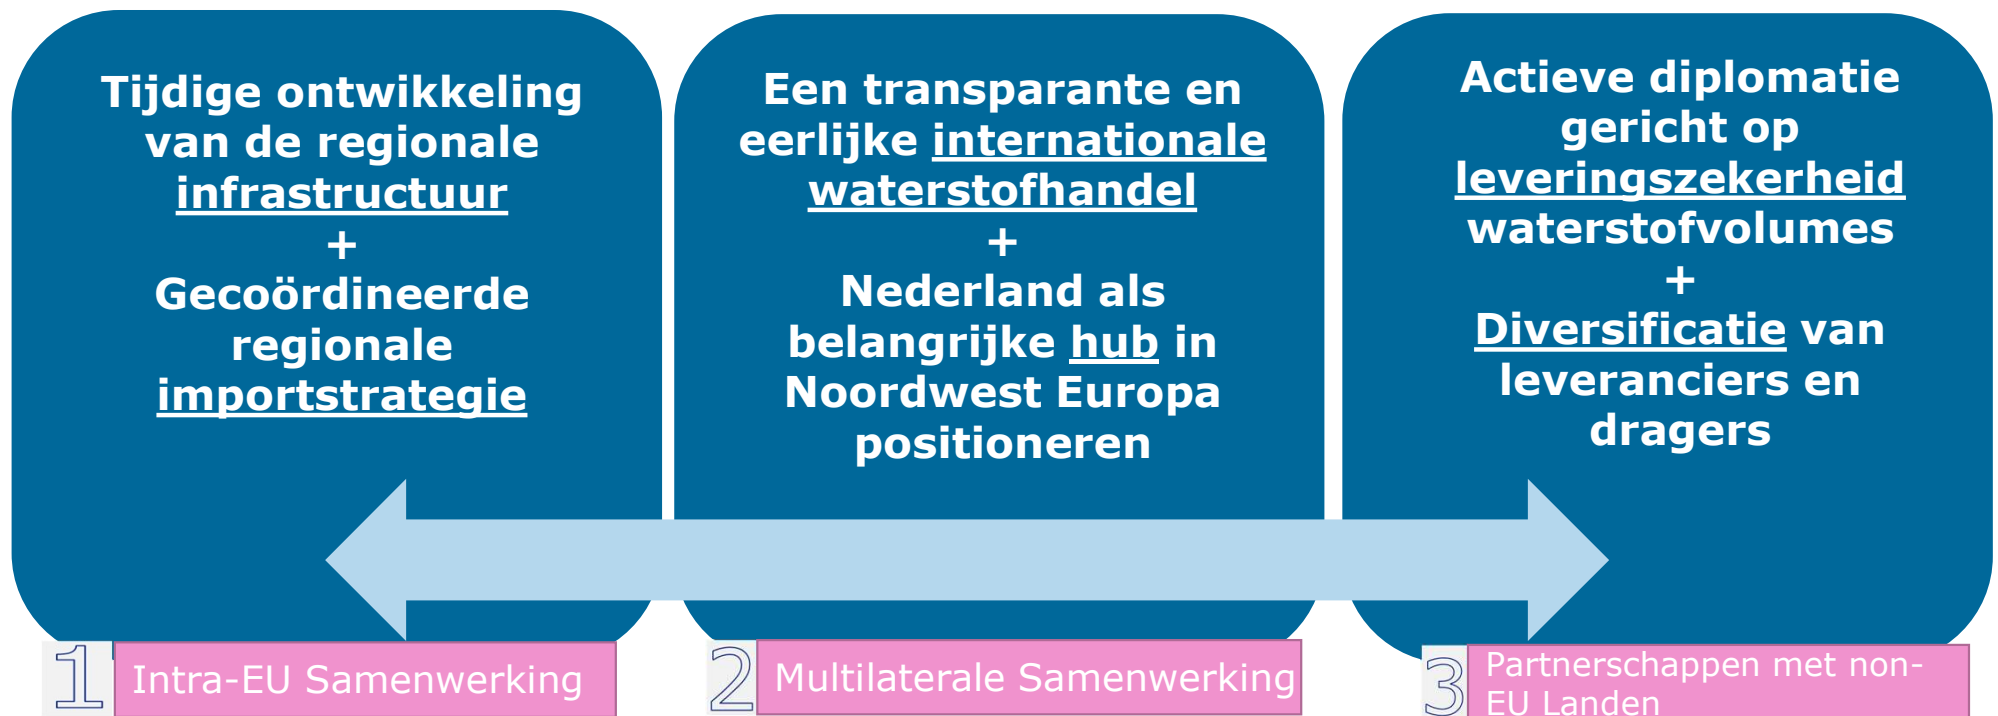 Tijdige ontwikkeling
van de regionale
infrastructuur
+
Gecoördineerde
regionale
importstrategie
Een transparante en
eerlijke internationale
waterstofhandel
+
Nederland als
belangrijke hub in
Noordwest Europa
positioneren
Actieve diplomatie
gericht op
leveringszekerheid
waterstofvolumes
+
Diversificatie van
leveranciers en
dragers
1 Intra-EU Samenwerking
2 Multilaterale Samenwerking
3 Partnerschappen met non-
EU Landen